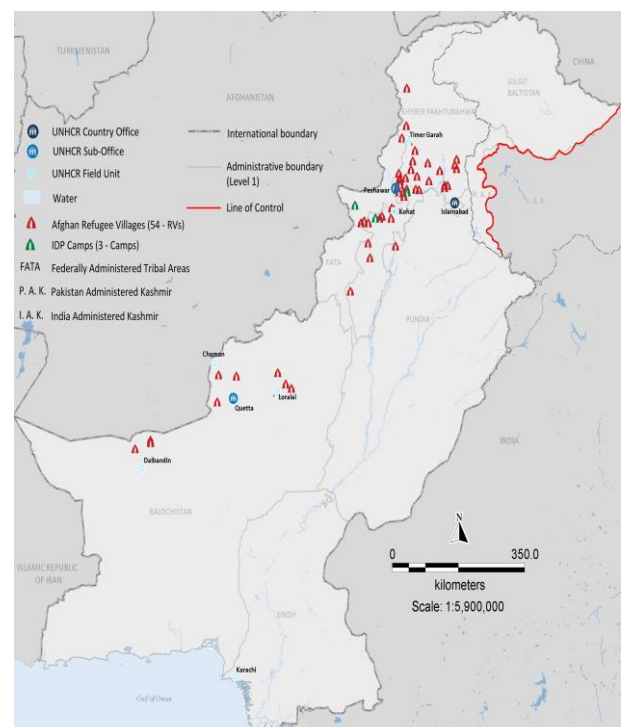 TURKMENISTAN
CHINA
GILGIT
BALTISTAN
AFGHANISTAN
KHYBER PAKHTUNKHWA
UNHCR Country Office
UNHCR Sub-Office
UNHCR Field Unit
Water
Afghan Refugee Villages (54 - RVs)
IDP Camps (3 - Camps)
FATA Federally Administered Tribal Areas
P. A. K. Pakistan Administered Kashmir
I. A. K. India Administered Kashmir
International boundary
Administrative boundary
(Level 1)
Line of Control
Timer Garah
Peshawar
Islamabad
Kohat
P. A. K.
I. A. K.
FATA
PUNJAB
Chaman
Quetta
Loralai
Dalbandin
BALOCHISTAN
INDIA
ISLAMIC REPUBLIC
OF IRAN
SINDH
Karachi
Gulf of Oman
N
0 350.0
kilometers
Scale: 1:5,900,000